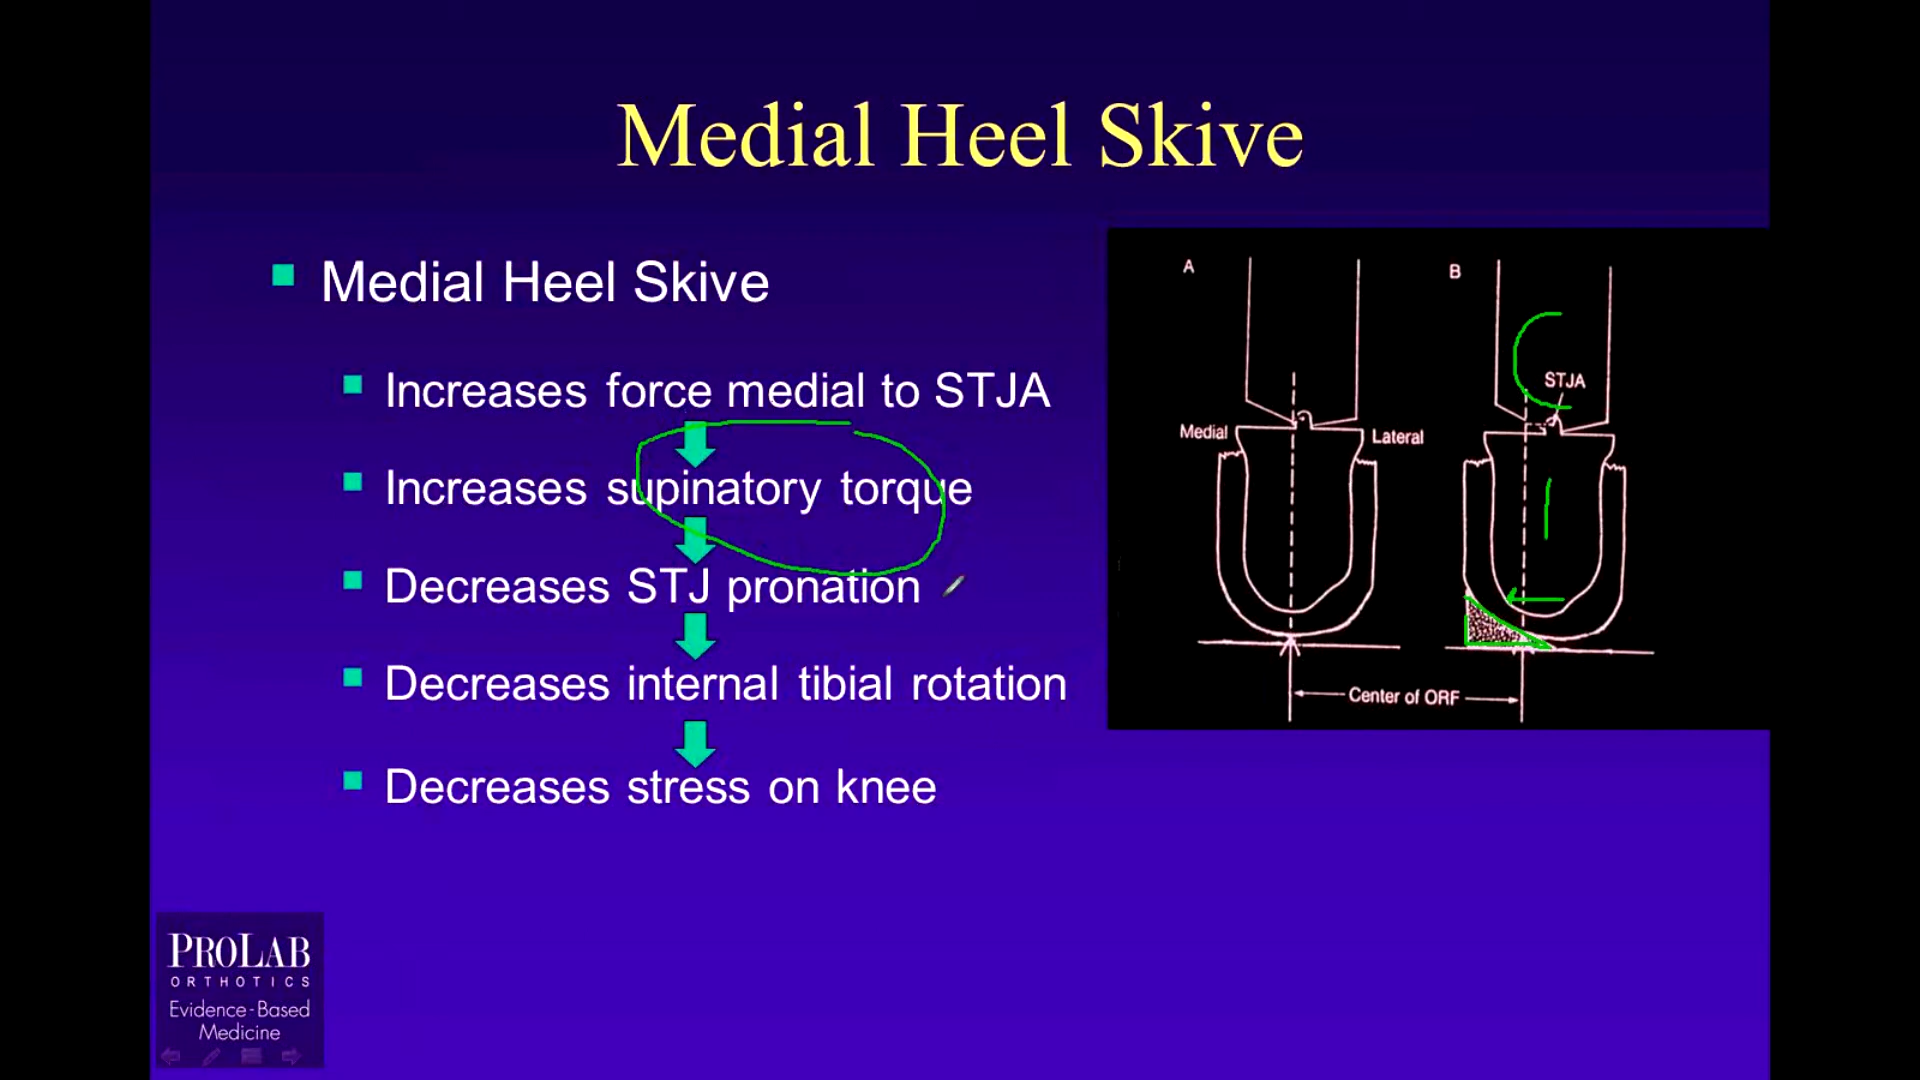 Medial Heel Skive
Medial Heel Skive
Increases force medial to STJA
Increases supinatory torque
Decreases STJ pronation
Decreases internal tibial rotation
Decreases stress on knee
A
B
STJA
Medial
Lateral
Center of ORF
PROLAB
ORTHOTICS
Evidence-Based
Medicine